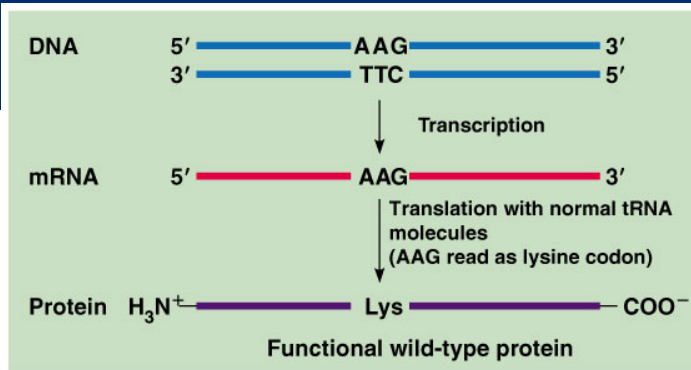 DNA 5′ AAG 3′
3′ TTC 5′
Transcription
mRNA 5′ AAG 3′
Translation with normal tRNA
molecules
(AAG read as lysine codon)
Protein H₃N⁺ Lys COO⁻
Functional wild-type protein